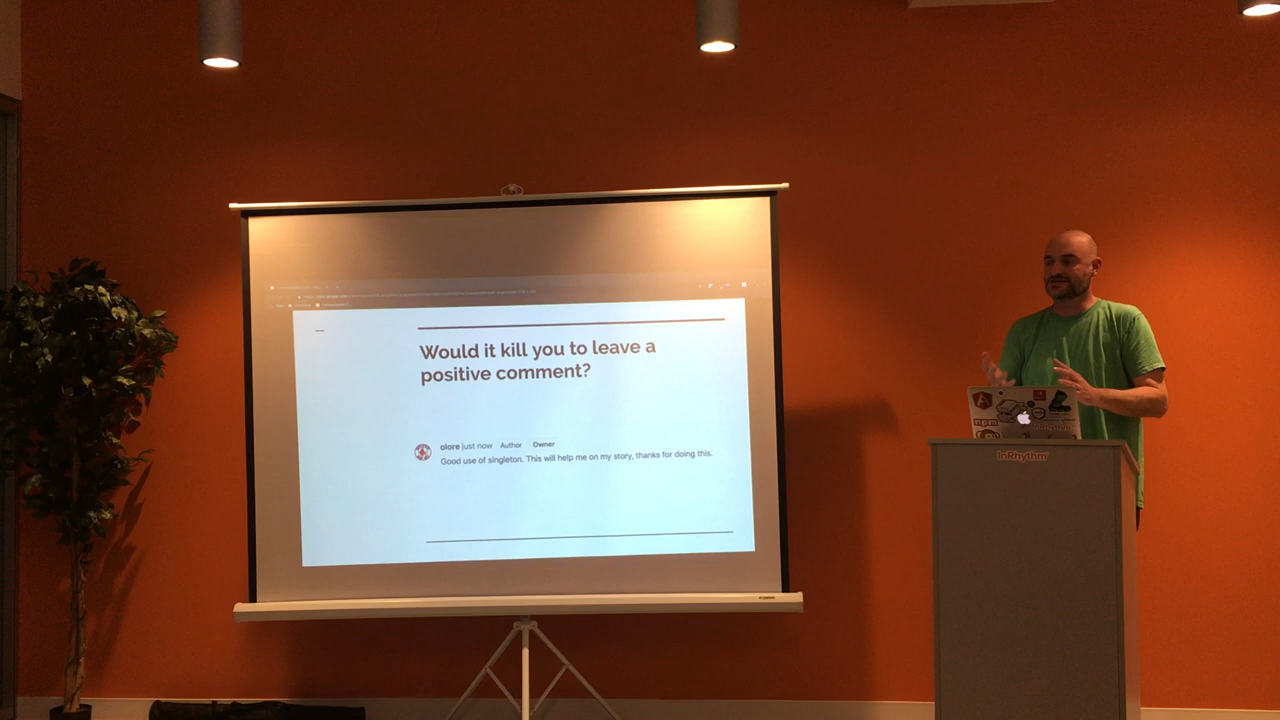 Would it kill you to leave a
positive comment?
olore just now Author Owner
Good use of singleton. This will help me on my story, thanks for doing this.
npm
InRhythm